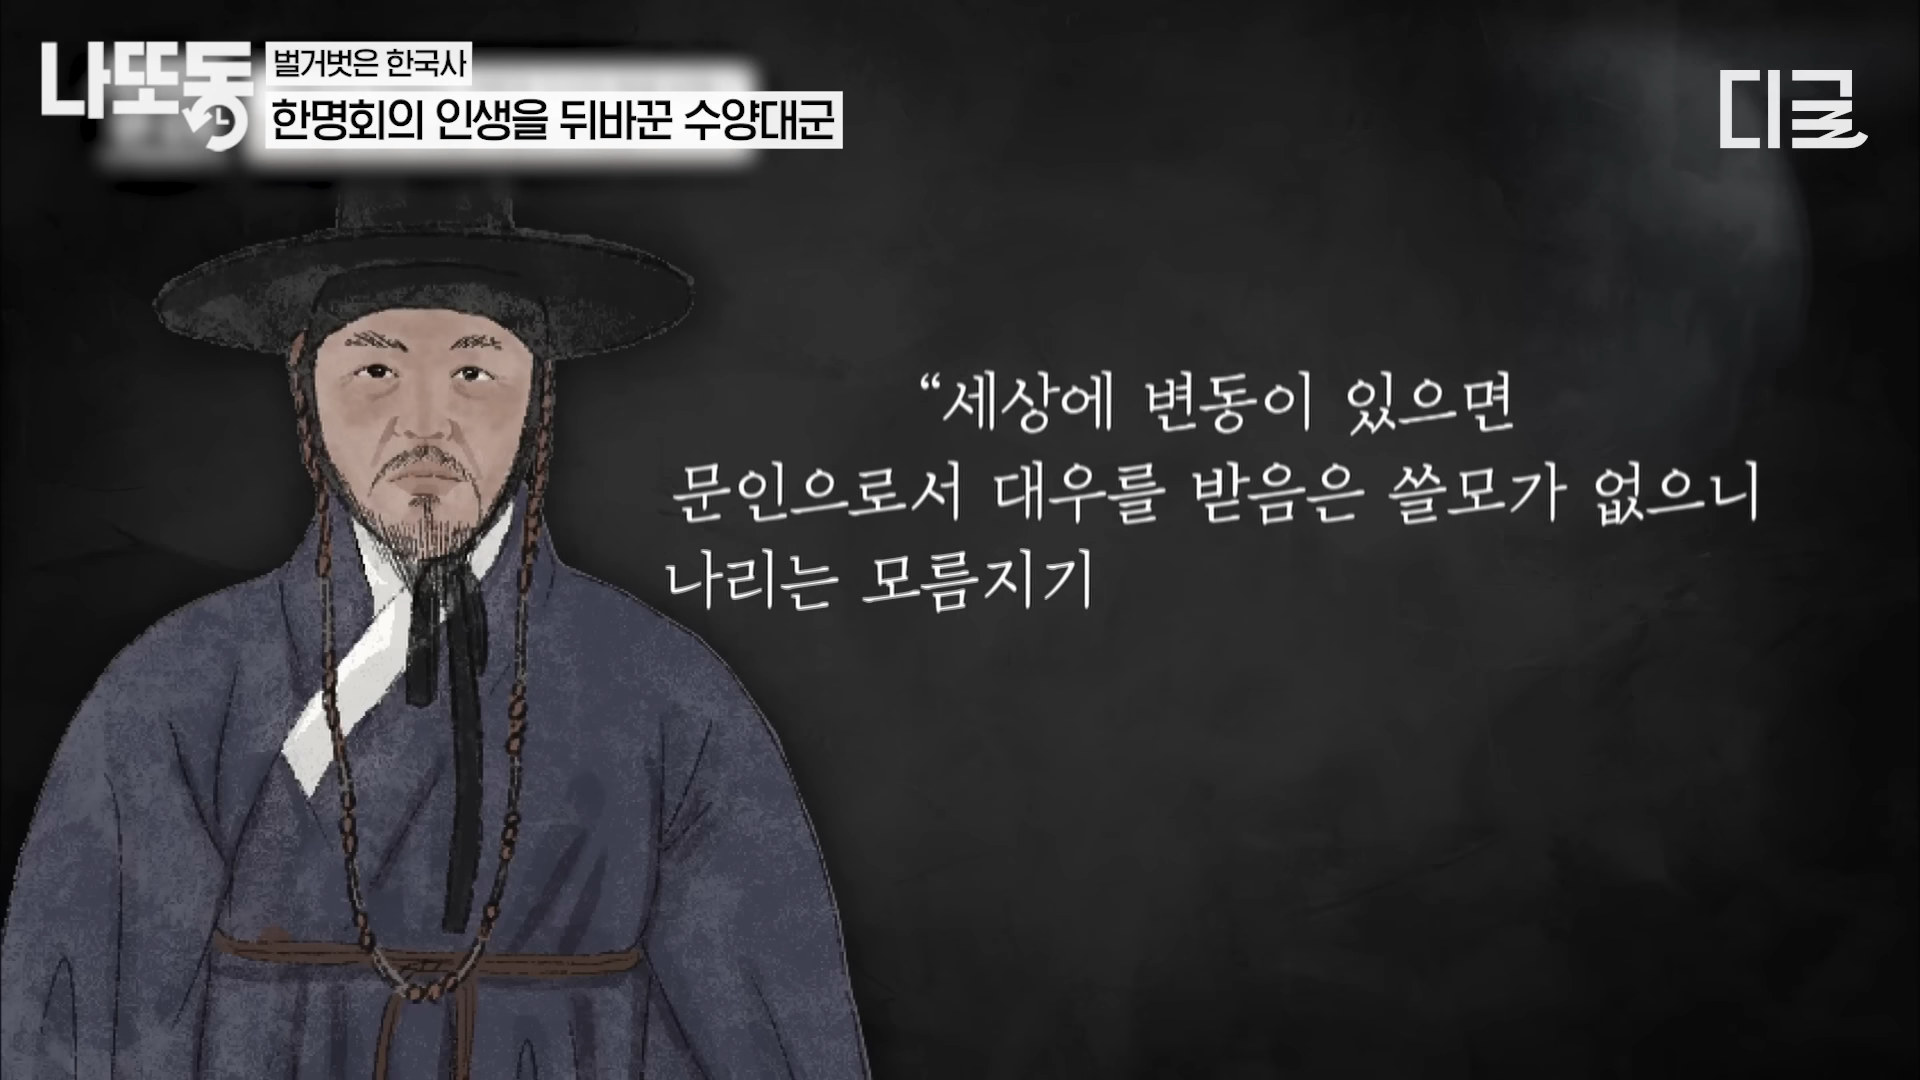 나또동
벌거벗은 한국사
한명회의 인생을 뒤바꾼 수양대군
디글
“세상에 변동이 있으면
문인으로서 대우를 받음은 쓸모가 없으니
나리는 모름지기